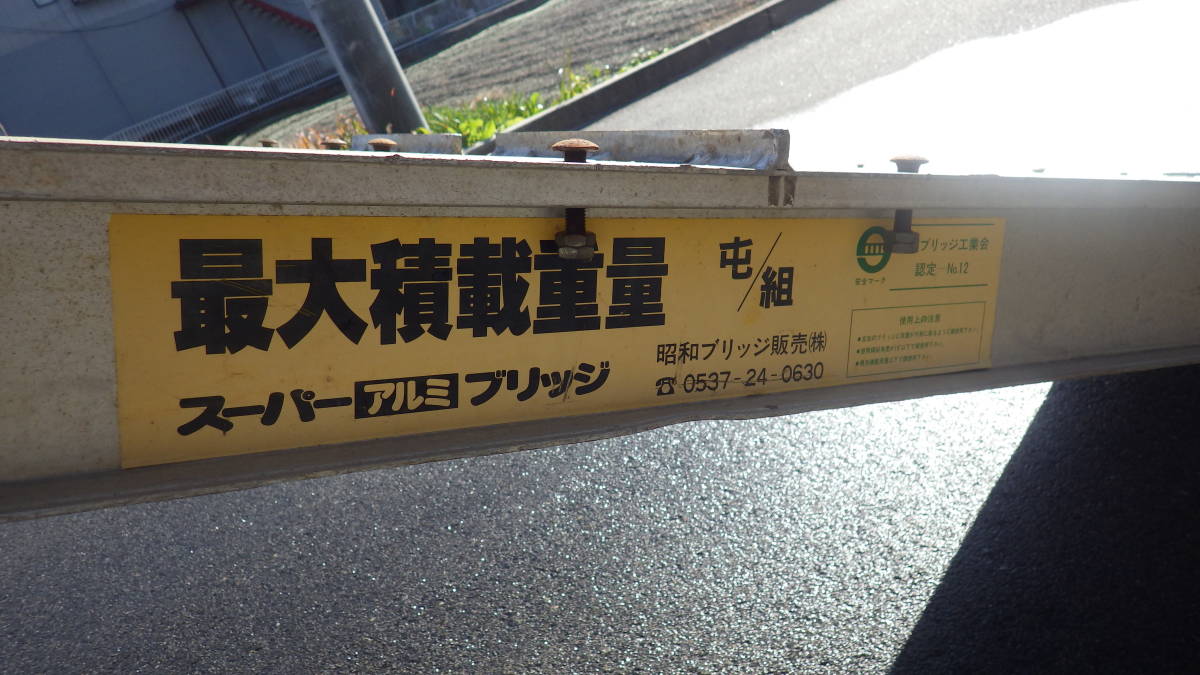 最大積載重量 屯/組
スーパーアルミブリッジ
昭和ブリッジ販売㈱
☎ 0537-24-0630
ブリッジ工業会
認定-No.12
安全マーク
使用上の注意